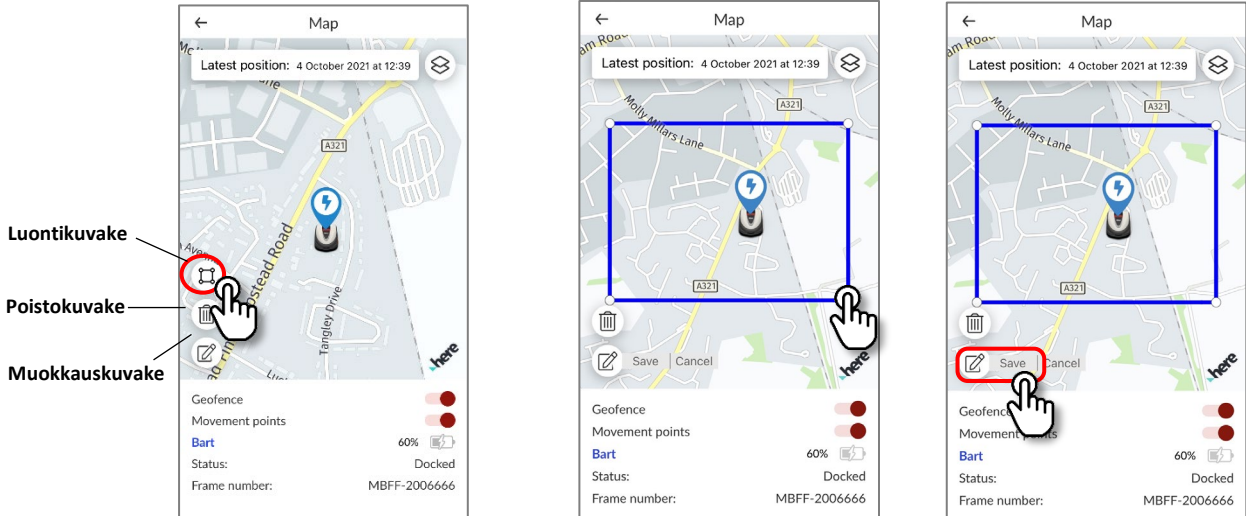 Luontikuvake
Poistokuvake
Muokkauskuvake
Map
Latest position: 4 October 2021 at 12:39
A321
Tangley Drive
here
Geofence
Movement points
Bart 60%
Status: Docked
Frame number: MBFF-2006666
Map
Latest position: 4 October 2021 at 12:39
A321
Molly Millars Lane
A321
Save Cancel
here
Geofence
Movement points
Bart 60%
Status: Docked
Frame number: MBFF-2006666
Map
Latest position: 4 October 2021 at 12:39
A321
Molly Millars Lane
A321
Save Cancel
here
Geofence
Movement points
Bart 60%
Status: Docked
Frame number: MBFF-2006666